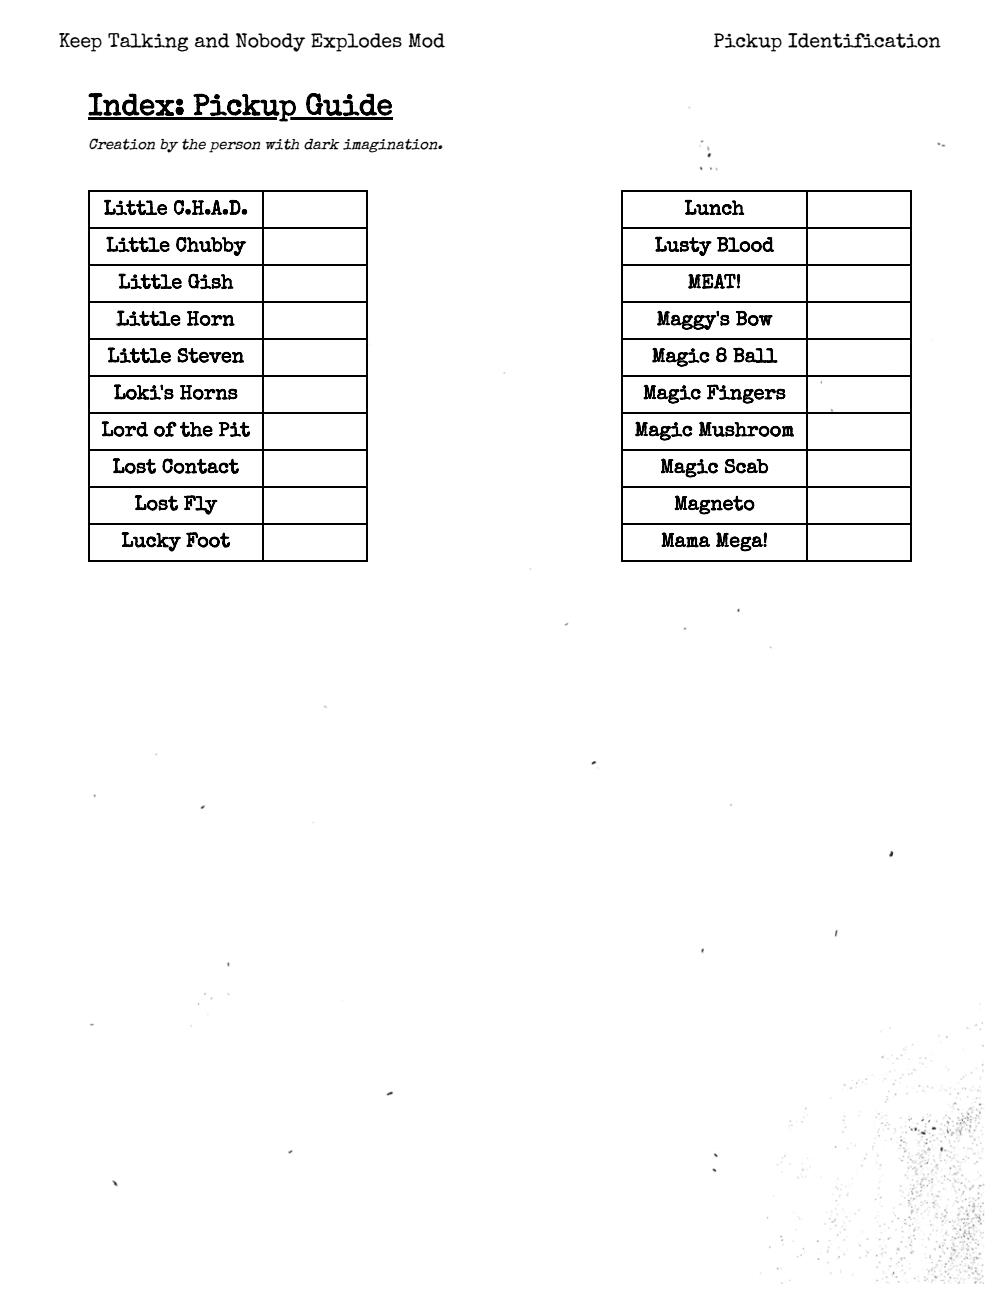 Keep Talking and Nobody Explodes Mod
Pickup Identification
Index: Pickup Guide
Creation by the person with dark imagination.
Little C.H.A.D.
Little Chubby
Little Gish
Little Horn
Little Steven
Loki's Horns
Lord of the Pit
Lost Contact
Lost Fly
Lucky Foot
Lunch
Lusty Blood
MEAT!
Maggy's Bow
Magic 8 Ball
Magic Fingers
Magic Mushroom
Magic Scab
Magneto
Mama Mega!